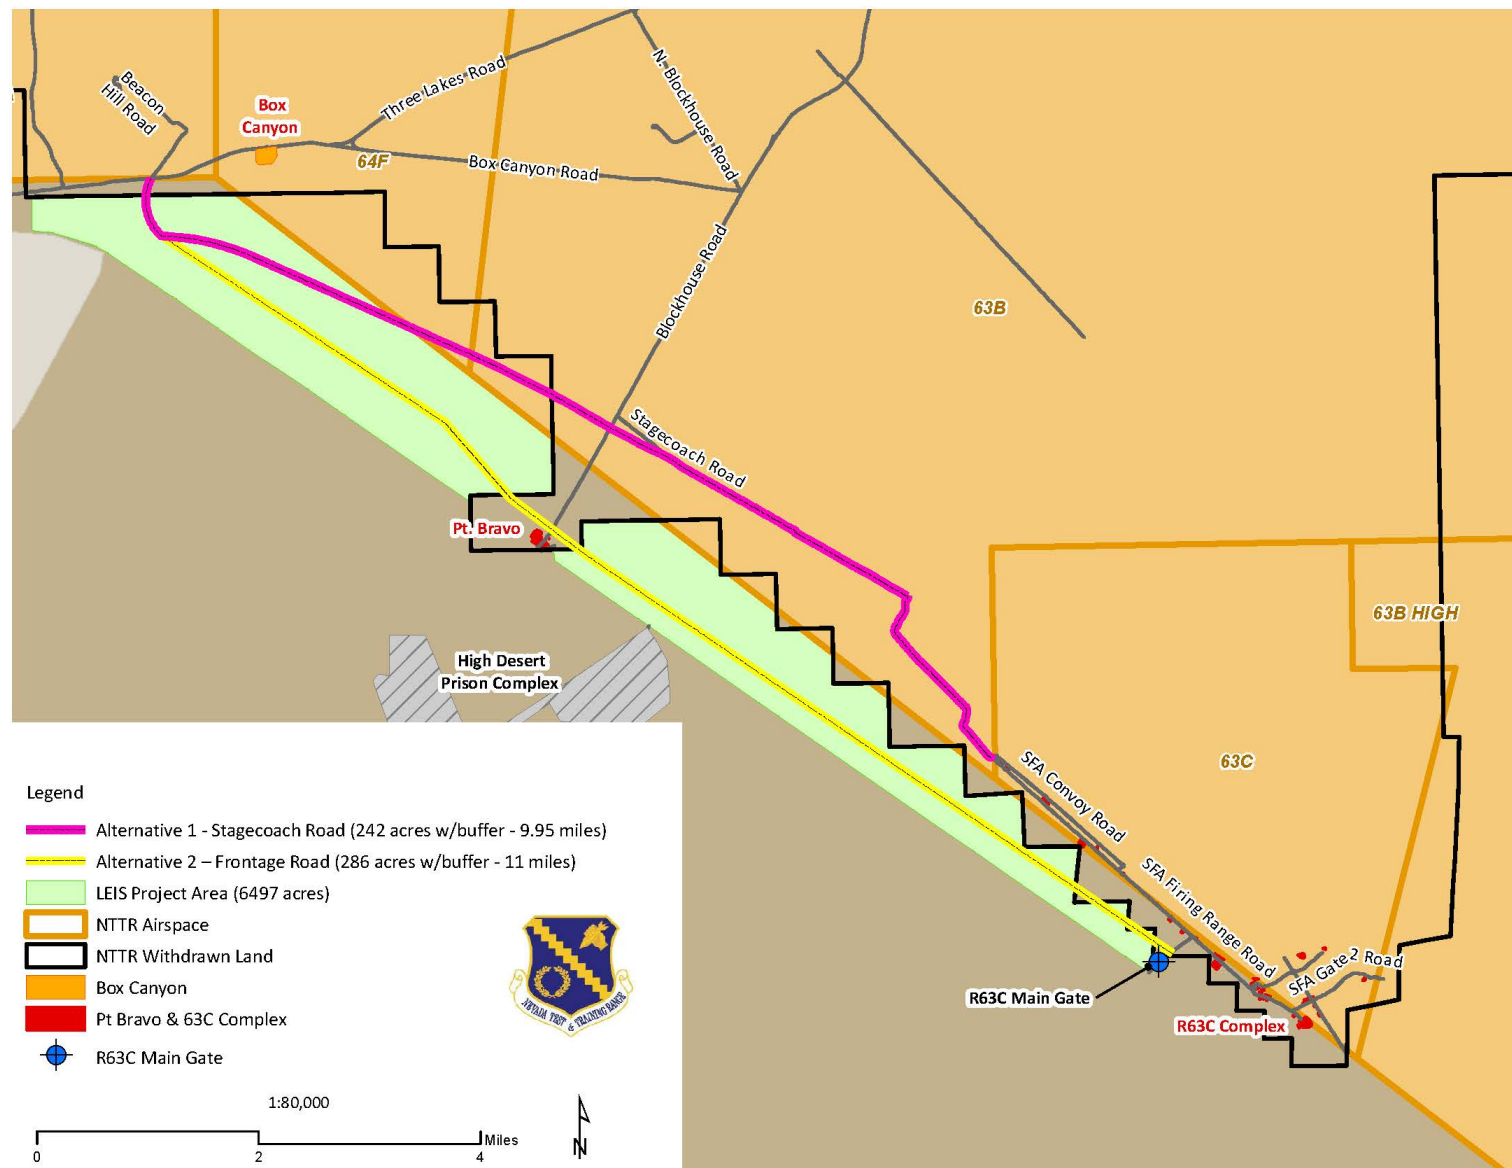 Beacon
Hill Road
Box
Canyon
Three Lakes Road
N. Blockhouse Road
64F
Box Canyon Road
Blockhouse Road
63B
Stagecoach Road
Pt. Bravo
63B HIGH
High Desert
Prison Complex
63C
SFA Convoy Road
SFA Firing Range Road
SFA Gate 2 Road
R63C Main Gate
R63C Complex
Legend
Alternative 1 - Stagecoach Road (242 acres w/buffer - 9.95 miles)
Alternative 2 – Frontage Road (286 acres w/buffer - 11 miles)
LEIS Project Area (6497 acres)
NTTR Airspace
NTTR Withdrawn Land
Box Canyon
Pt Bravo & 63C Complex
R63C Main Gate
NEVADA TEST & TRAINING RANGE
1:80,000
Miles
0 2 4
N